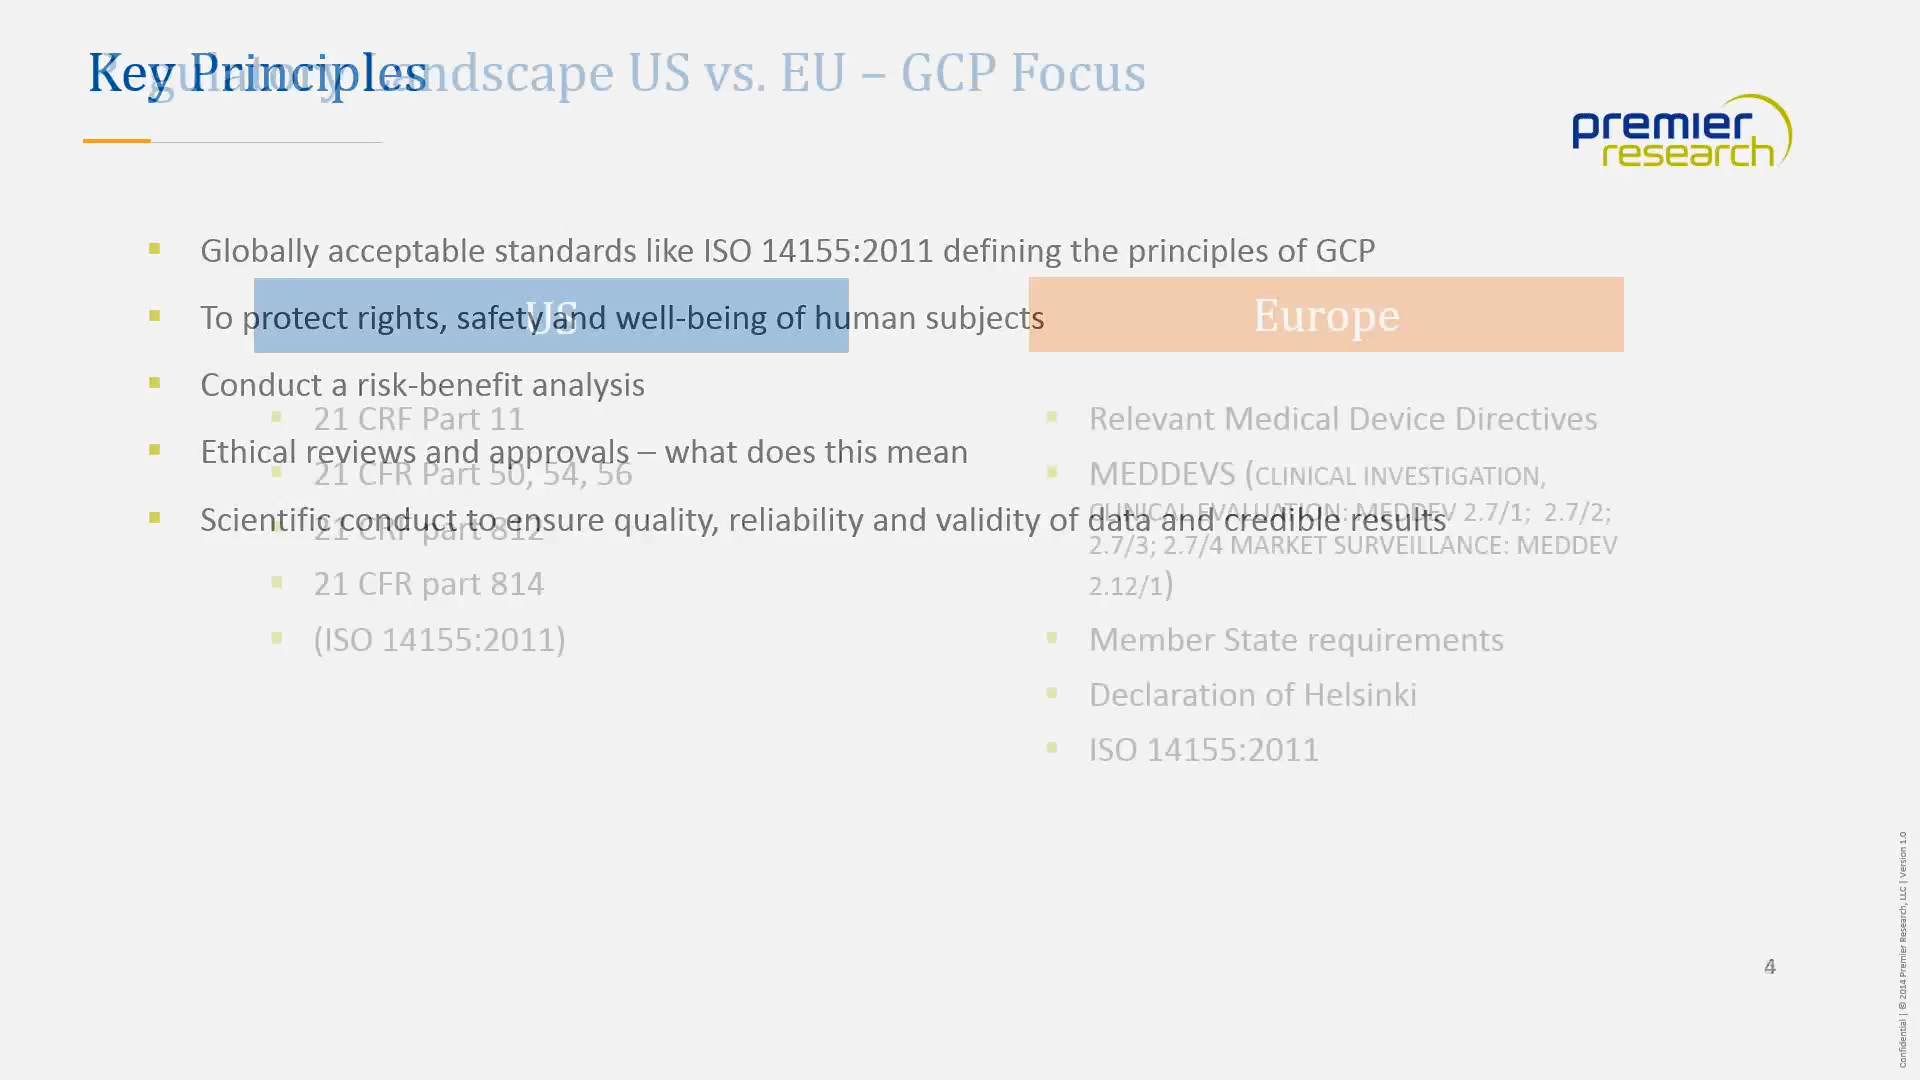 Key Principles
Regulatory Landscape US vs. EU – GCP Focus
premier
research
Globally acceptable standards like ISO 14155:2011 defining the principles of GCP
To protect rights, safety and well-being of human subjects
Conduct a risk-benefit analysis
Ethical reviews and approvals – what does this mean
Scientific conduct to ensure quality, reliability and validity of data and credible results
US
21 CRF Part 11
21 CFR Part 50, 54, 56
21 CRF part 812
21 CFR part 814
(ISO 14155:2011)
Europe
Relevant Medical Device Directives
MEDDEVS (CLINICAL INVESTIGATION,
CLINICAL EVALUATION: MEDDEV 2.7/1; 2.7/2;
2.7/3; 2.7/4 MARKET SURVEILLANCE: MEDDEV
2.12/1)
Member State requirements
Declaration of Helsinki
ISO 14155:2011
4
Confidential | © 2014 Premier Research, LLC | Version 1.0